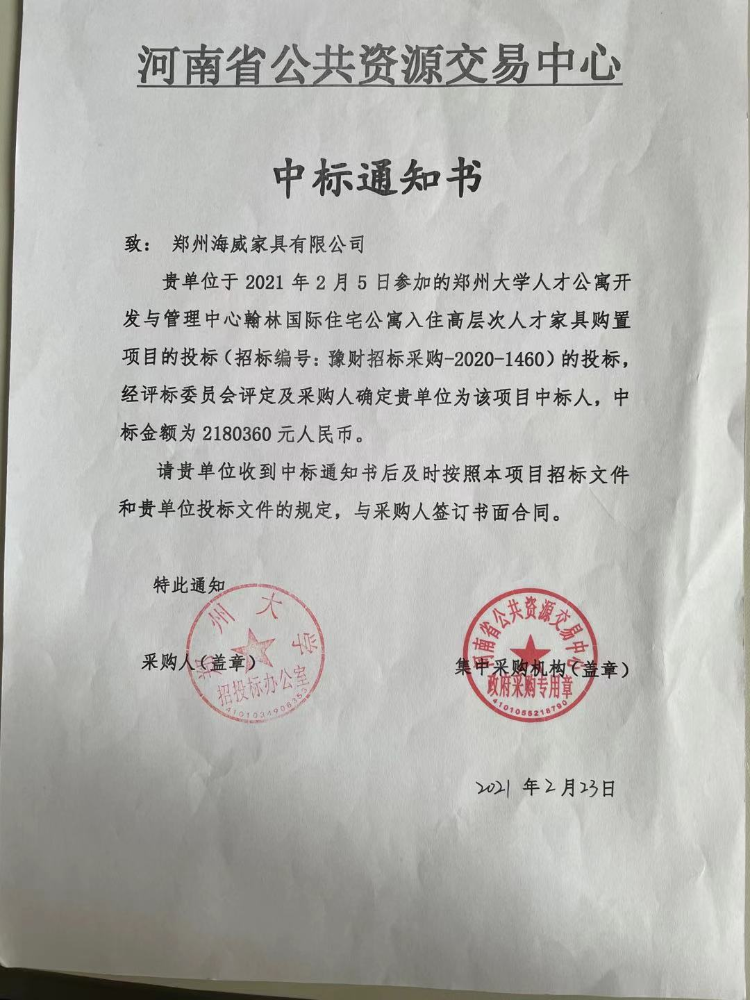 河南省公共资源交易中心
中标通知书
致： 郑州海威家具有限公司
贵单位于 2021 年 2 月 5 日参加的郑州大学人才公寓开
发与管理中心翰林国际住宅公寓入住高层次人才家具购置
项目的投标（招标编号：豫财招标采购-2020-1460）的投标，
经评标委员会评定及采购人确定贵单位为该项目中标人，中
标金额为 2180360 元人民币。
请贵单位收到中标通知书后及时按照本项目招标文件
和贵单位投标文件的规定，与采购人签订书面合同。
特此通知
采购人（盖章）
郑州大学
招投标办公室
4101034908353
集中采购机构（盖章）
河南省公共资源交易中心
政府采购专用章
4101055218790
2021 年 2 月 23 日